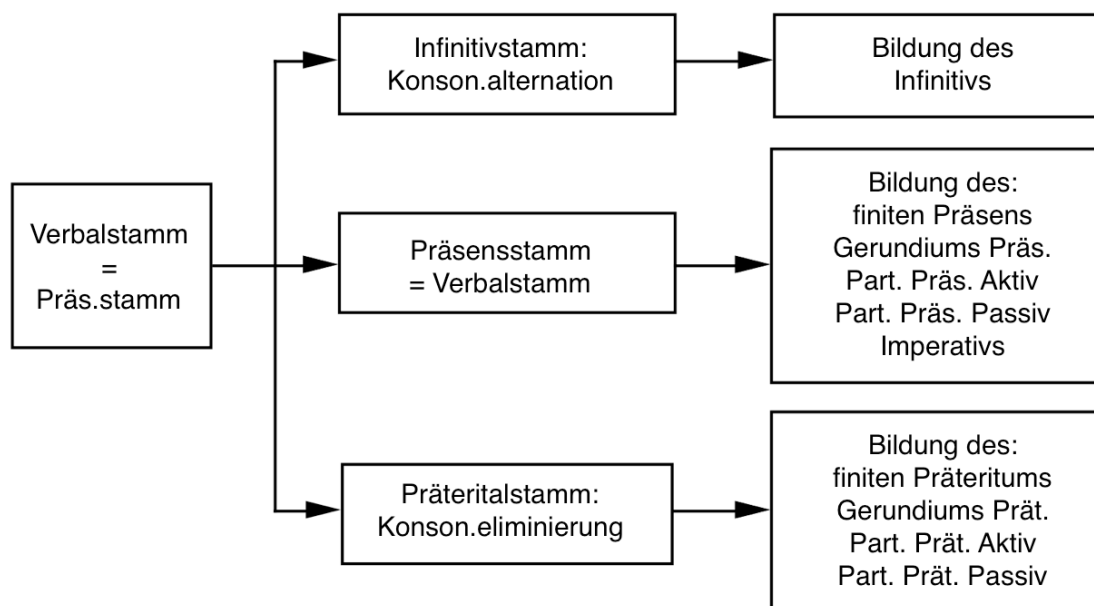 Verbalstamm
=
Präs.stamm
Infinitivstamm:
Konson.alternation
Bildung des
Infinitivs
Präsensstamm
= Verbalstamm
Bildung des:
finiten Präsens
Gerundiums Präs.
Part. Präs. Aktiv
Part. Präs. Passiv
Imperativs
Präteritalstamm:
Konson.eliminierung
Bildung des:
finiten Präteritums
Gerundiums Prät.
Part. Prät. Aktiv
Part. Prät. Passiv